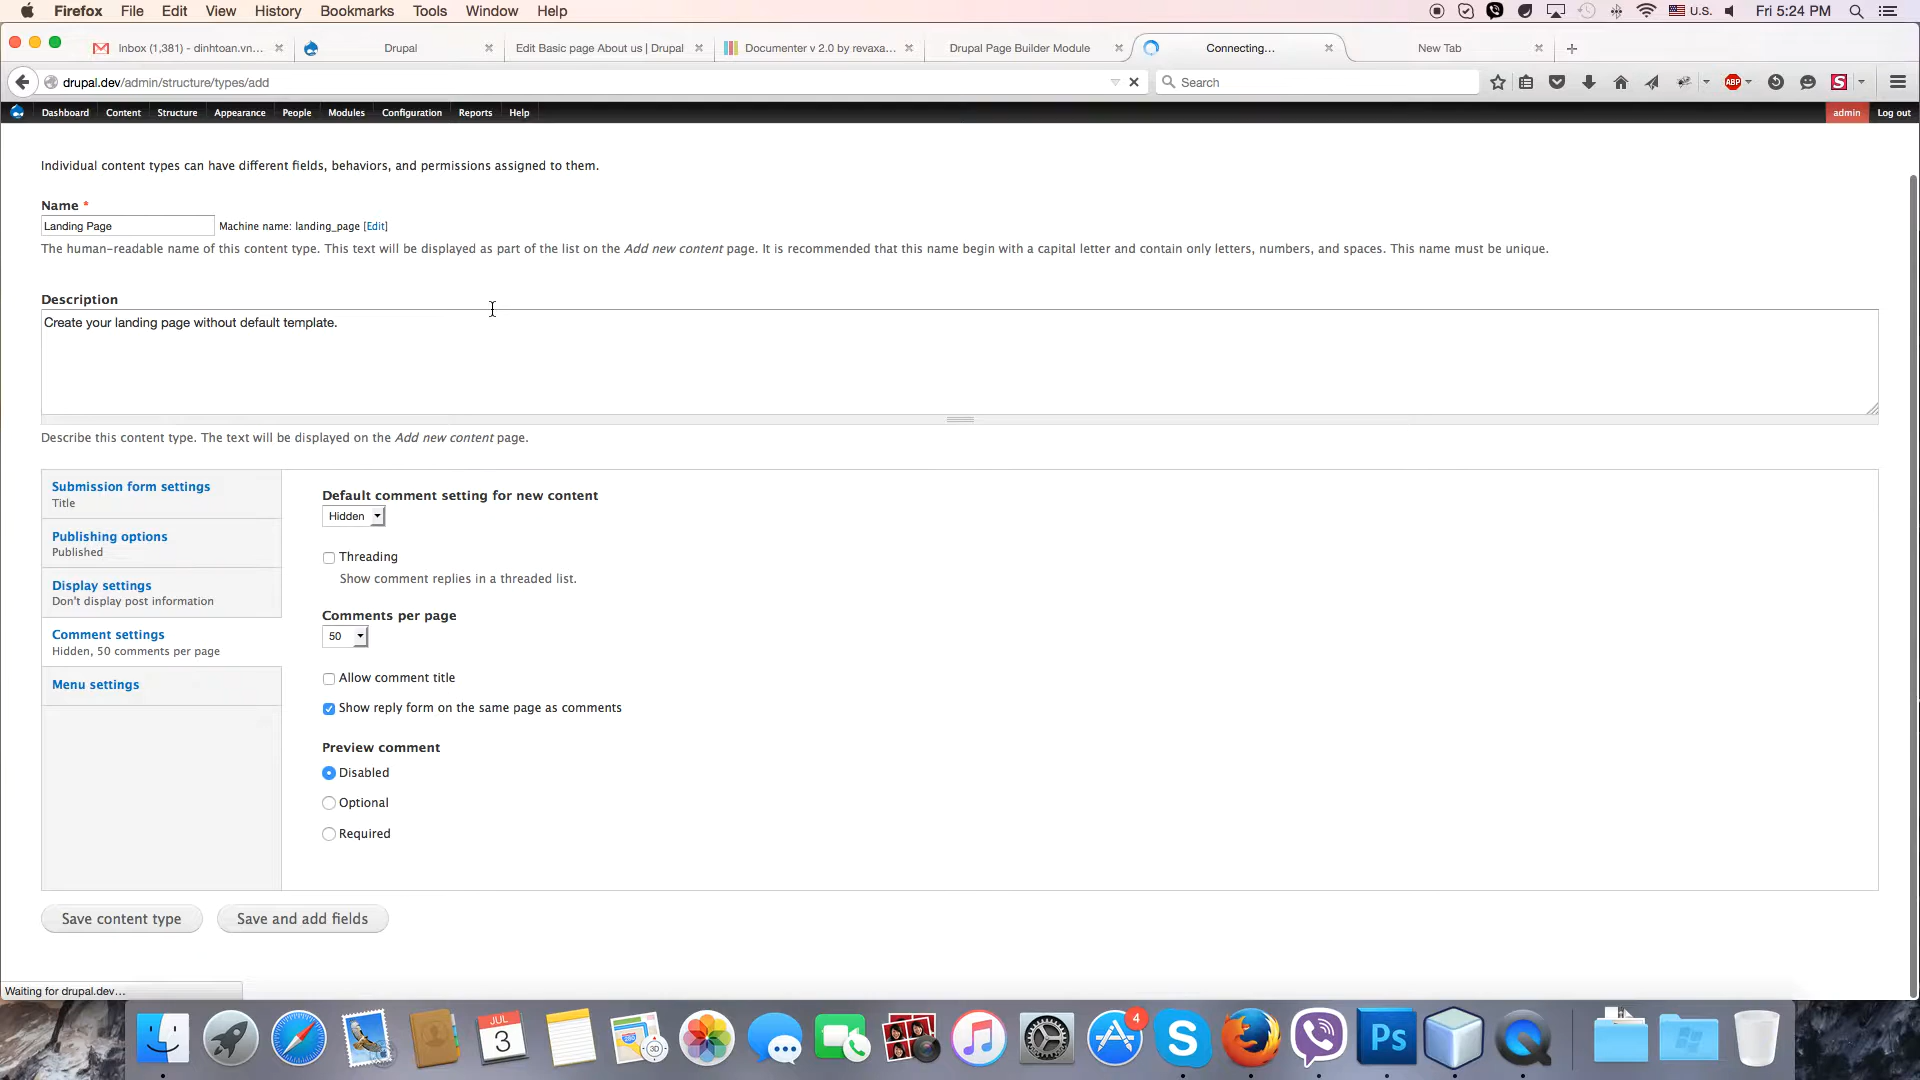 Firefox File Edit View History Bookmarks Tools Window Help U.S. Fri 5:24 PM
Inbox (1,381) - dinhtoan.vn... Drupal Edit Basic page About us | Drupal Documenter v 2.0 by revaxa... Drupal Page Builder Module Connecting... New Tab
drupal.dev/admin/structure/types/add Search ABP S
Dashboard Content Structure Appearance People Modules Configuration Reports Help admin Log out
Individual content types can have different fields, behaviors, and permissions assigned to them.
Name *
Landing Page Machine name: landing_page [Edit]
The human-readable name of this content type. This text will be displayed as part of the list on the Add new content page. It is recommended that this name begin with a capital letter and contain only letters, numbers, and spaces. This name must be unique.
Description
Create your landing page without default template.
Describe this content type. The text will be displayed on the Add new content page.
Submission form settings
Title
Publishing options
Published
Display settings
Don't display post information
Comment settings
Hidden, 50 comments per page
Menu settings
Default comment setting for new content
Hidden
Threading
Show comment replies in a threaded list.
Comments per page
50
Allow comment title
Show reply form on the same page as comments
Preview comment
Disabled
Optional
Required
Save content type Save and add fields
Waiting for drupal.dev...
JUL
3
3D
4
S
Ps